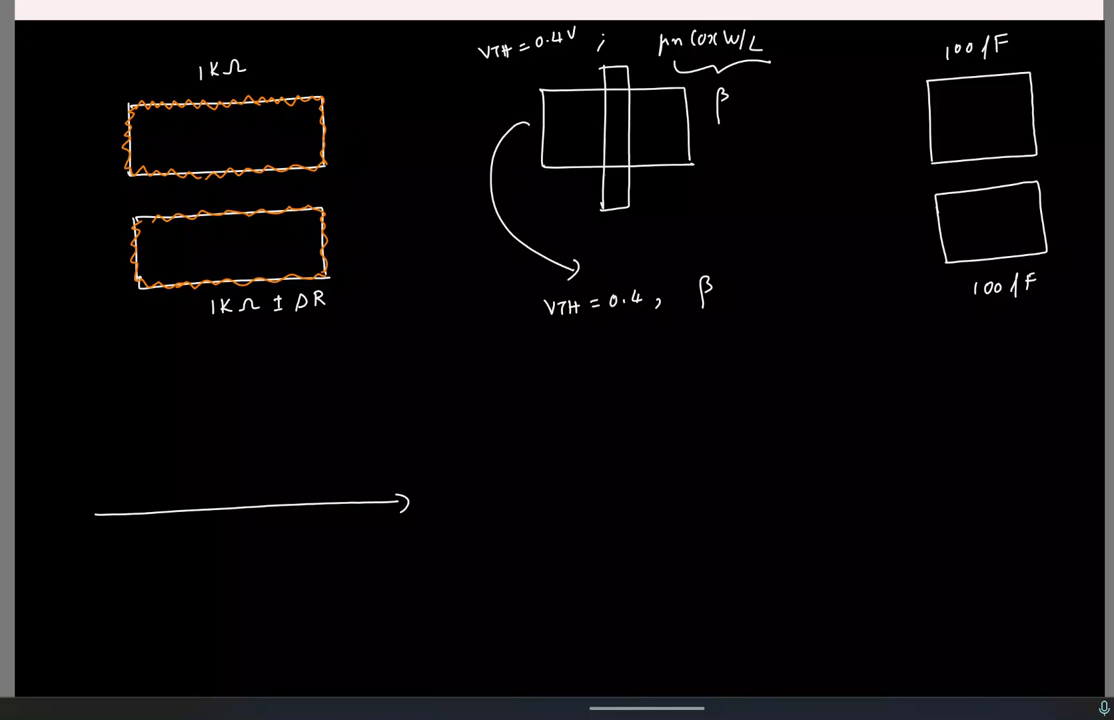 1KΩ
VTH = 0.4V ; μn Cox W/L
β
100fF
1KΩ ± ΔR
VTH = 0.4, β
100fF